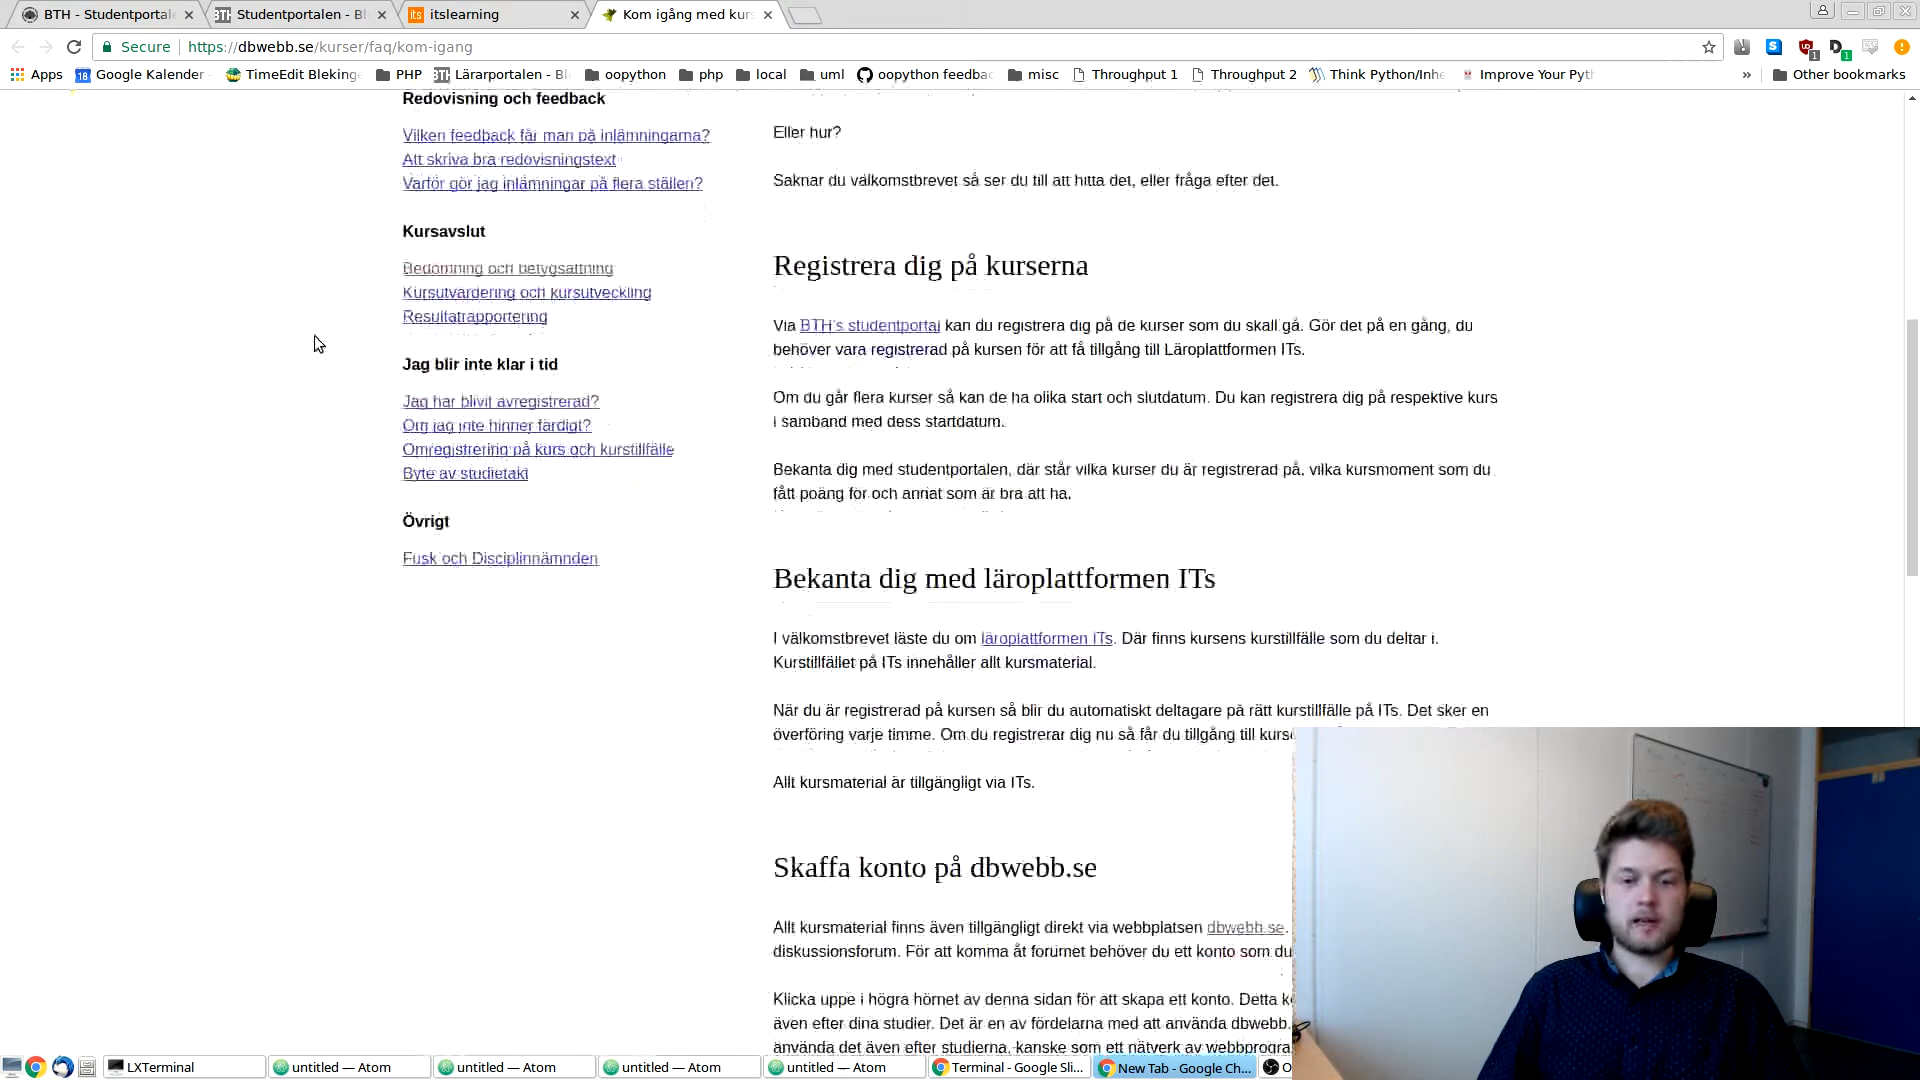 BTH - Studentportale
Studentportalen - Bl
itslearning
Kom igång med kurs
Secure
https://dbwebb.se/kurser/faq/kom-igang
Apps
Google Kalender
TimeEdit Bleking
PHP
Lärarportalen - Bl
oopython
php
local
uml
oopython feedbac
misc
Throughput 1
Throughput 2
Think Python/Inhe
Improve Your Pyt
»
Other bookmarks
Redovisning och feedback
Vilken feedback får man på inlämningarna?
Att skriva bra redovisningstext
Varför gör jag inlämningar på flera ställen?
Kursavslut
Bedömning och betygsättning
Kursutvärdering och kursutveckling
Resultatrapportering
Jag blir inte klar i tid
Jag har blivit avregistrerad?
Om jag inte hinner färdigt?
Omregistrering på kurs och kurstillfälle
Byte av studietakt
Övrigt
Fusk och Disciplinnämnden
Eller hur?
Saknar du välkomstbrevet så ser du till att hitta det, eller fråga efter det.
Registrera dig på kurserna
Via BTH's studentportal kan du registrera dig på de kurser som du skall gå. Gör det på en gång, du
behöver vara registrerad på kursen för att få tillgång till Läroplattformen ITs.
Om du går flera kurser så kan de ha olika start och slutdatum. Du kan registrera dig på respektive kurs
i samband med dess startdatum.
Bekanta dig med studentportalen, där står vilka kurser du är registrerad på, vilka kursmoment som du
fått poäng för och annat som är bra att ha.
Bekanta dig med läroplattformen ITs
I välkomstbrevet läste du om läroplattformen ITs. Där finns kursens kurstillfälle som du deltar i.
Kurstillfället på ITs innehåller allt kursmaterial.
När du är registrerad på kursen så blir du automatiskt deltagare på rätt kurstillfälle på ITs. Det sker en
överföring varje timme. Om du registrerar dig nu så får du tillgång till kurs
Allt kursmaterial är tillgängligt via ITs.
Skaffa konto på dbwebb.se
Allt kursmaterial finns även tillgängligt direkt via webbplatsen dbwebb.se.
diskussionsforum. För att komma åt forumet behöver du ett konto som du
Klicka uppe i högra hörnet av denna sidan för att skapa ett konto. Detta k
även efter dina studier. Det är en av fördelarna med att använda dbwebb.
använda det även efter studierna, kanske som ett nätverk av webbprogra
LXTerminal
untitled — Atom
untitled — Atom
untitled — Atom
untitled — Atom
Terminal - Google Sli...
New Tab - Google Ch...